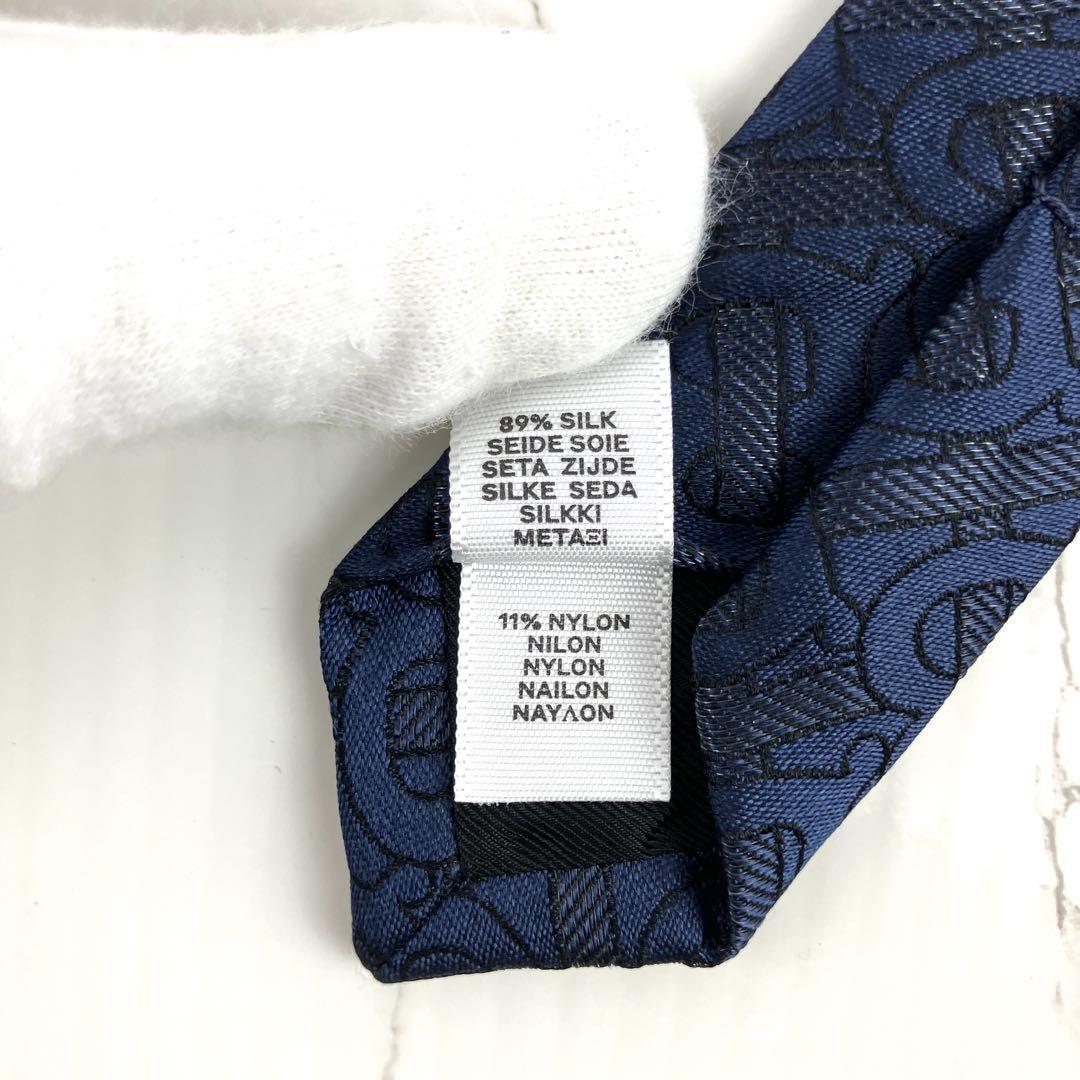 89% SILK
SEIDE SOIE
SETA ZIJDE
SILKE SEDA
SILKKI
ΜΕΤΑΞΙ
11% NYLON
NILON
NYLON
NAILON
ΝΑΥΛΟΝ